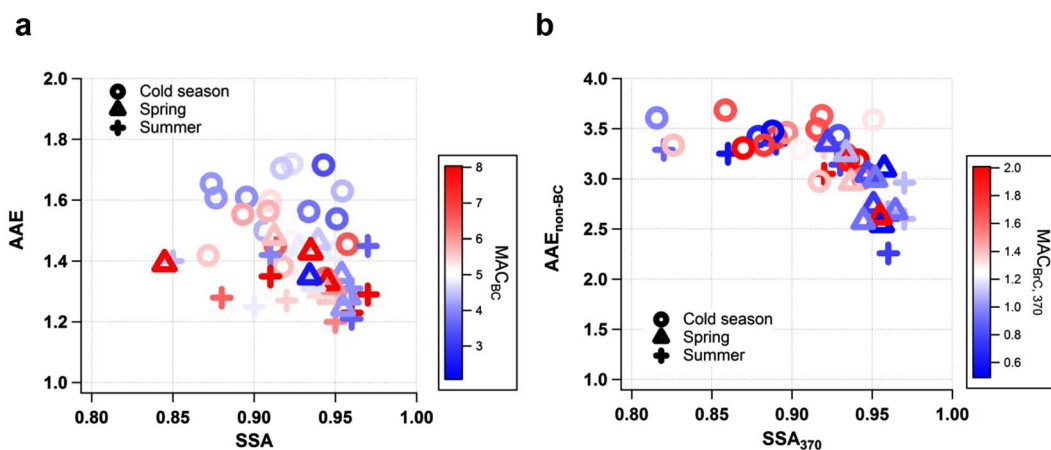 a
b
2.0
1.8
1.6
1.4
1.2
1.0
AAE
Cold season
Spring
Summer
0.80 0.85 0.90 0.95 1.00
SSA
8
7
6
5
4
3
MAC_BC
4.0
3.5
3.0
2.5
2.0
1.5
1.0
AAE_non-BC
Cold season
Spring
Summer
0.80 0.85 0.90 0.95 1.00
SSA_370
2.0
1.8
1.6
1.4
1.2
1.0
0.8
0.6
MAC_BrC, 370